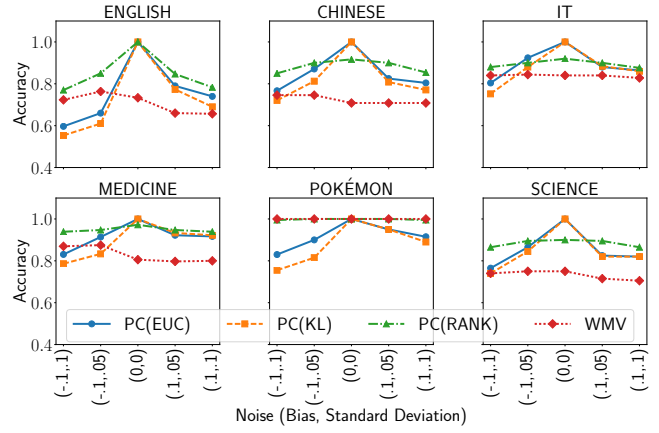 ENGLISH CHINESE IT
Accuracy
1.0
0.8
0.6
0.4
MEDICINE POKÉMON SCIENCE
Accuracy
1.0
0.8
0.6
0.4
PC(EUC) PC(KL) PC(RANK) WMV
(-.1,.1) (-.1,.05) (0,0) (.1,.05) (.1,.1) (-.1,.1) (-.1,.05) (0,0) (.1,.05) (.1,.1) (-.1,.1) (-.1,.05) (0,0) (.1,.05) (.1,.1)
Noise (Bias, Standard Deviation)